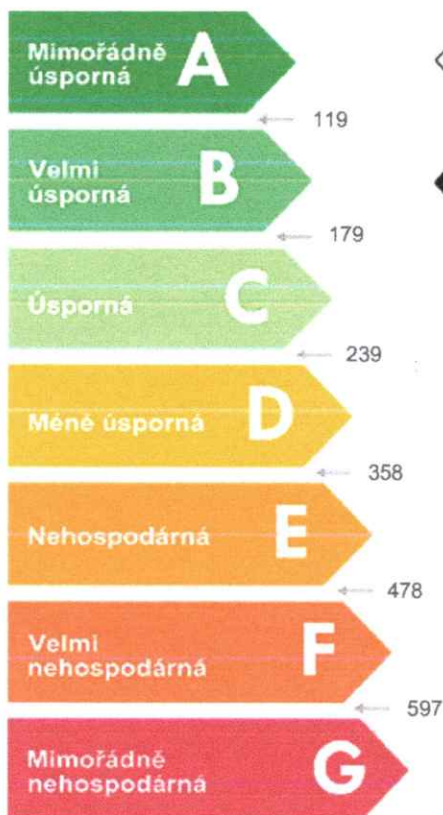 Mimořádně
úsporná
A
119
Velmi
úsporná
B
179
Úsporná
C
239
Méně úsporná
D
358
Nehospodárná
E
478
Velmi
nehospodárná
F
597
Mimořádně
nehospodárná
G